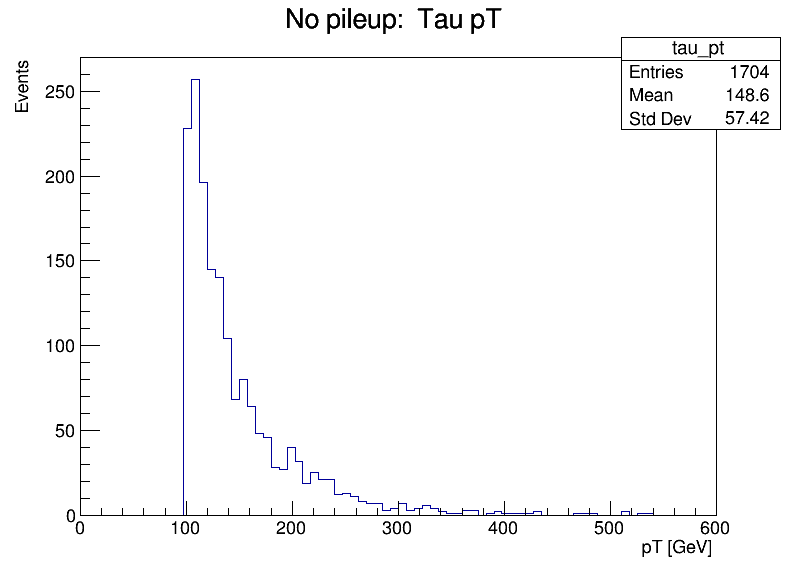 No pileup:  Tau pT
tau_pt
Entries 1704
Mean 148.6
Std Dev 57.42
Events
250
200
150
100
50
0
0 100 200 300 400 500 600
pT [GeV]